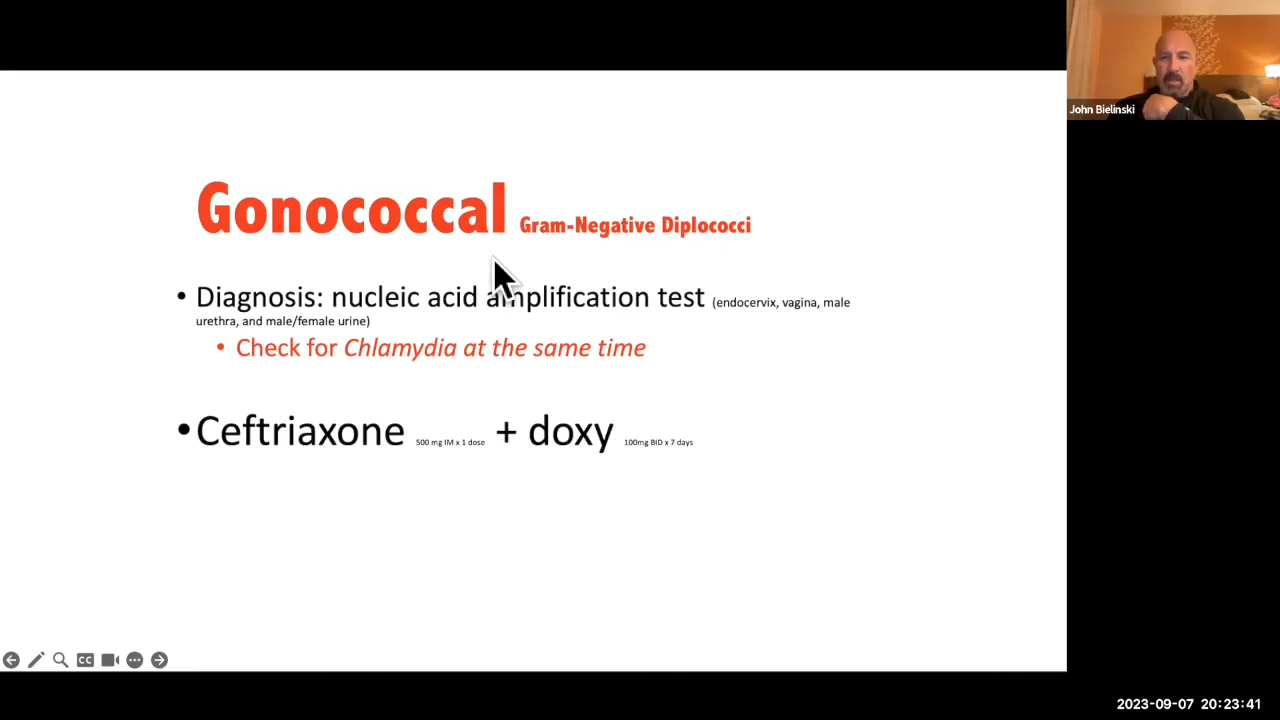 John Bielinski
Gonococcal Gram-Negative Diplococci
• Diagnosis: nucleic acid amplification test (endocervix, vagina, male
urethra, and male/female urine)
• Check for Chlamydia at the same time
• Ceftriaxone 500 mg IM x 1 dose + doxy 100mg BID x 7 days
CC
2023-09-07 20:23:41